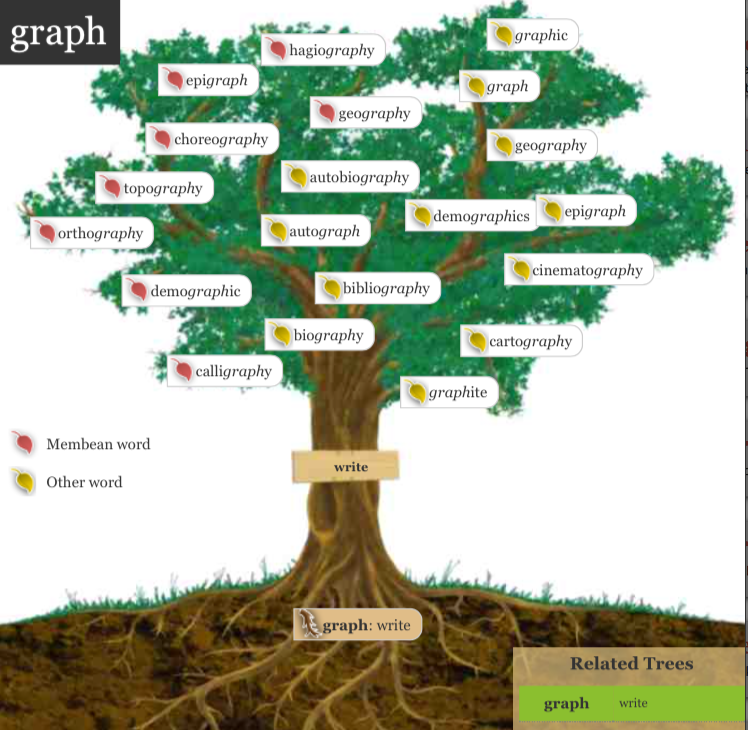 graph
hagiography
graphic
epigraph
graph
geography
choreography
geography
autobiography
topography
demographics
epigraph
orthography
autograph
cinematography
demographic
bibliography
biography
cartography
calligraphy
graphite
Membean word
write
Other word
graph: write
Related Trees
graph write